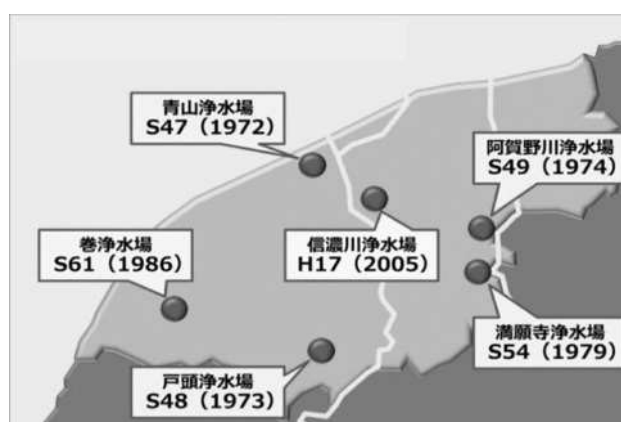 青山浄水場
S47（1972）
阿賀野川浄水場
S49（1974）
巻浄水場
S61（1986）
信濃川浄水場
H17（2005）
満願寺浄水場
S54（1979）
戸頭浄水場
S48（1973）